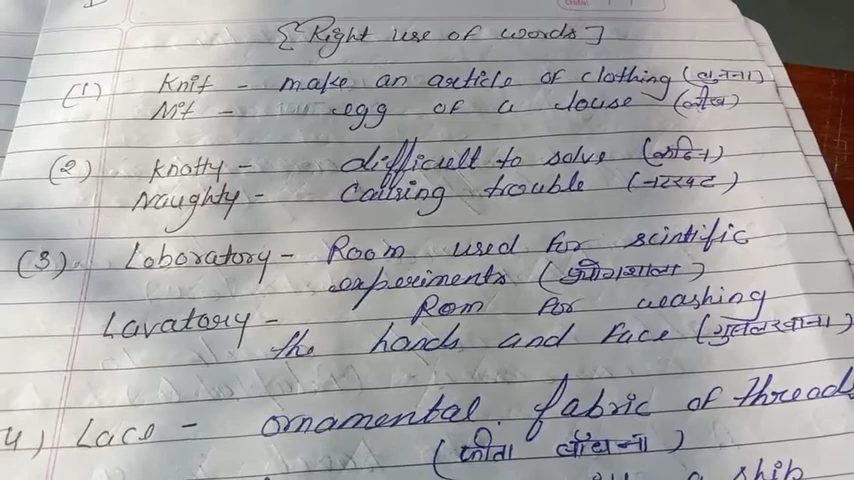 {Right use of words}
(1) Knit - make an article of clothing (बुनना)
Nit - egg of a louse (लीख)
(2) Knotty - difficult to solve (कठिन)
Naughty - Causing trouble (नटखट)
(3) Loboratory - Room used for scintific
experiments (प्रयोगशाला)
Lavatory - Rom for washing
the hands and face (गुसलखाना)
4) Lace - ornamental fabric of threads
(फीता बाँधना)
a ship